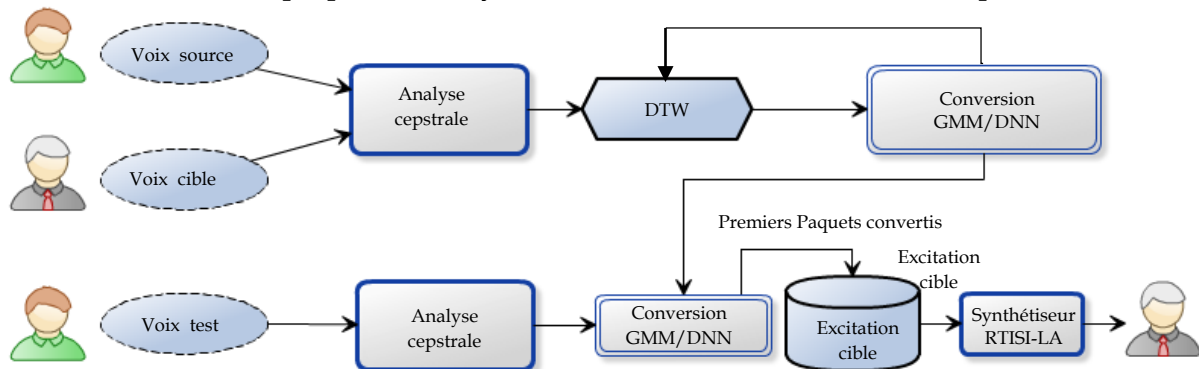 Voix source
Analyse
cepstrale
DTW
Conversion
GMM/DNN
Voix cible
Premiers Paquets convertis
Excitation
cible
Voix test
Analyse
cepstrale
Conversion
GMM/DNN
Excitation
cible
Synthétiseur
RTISI-LA